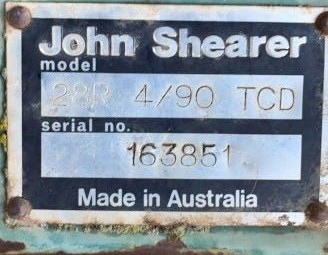 John Shearer
model
28R 4/90 TCD
serial no.
163851
Made in Australia